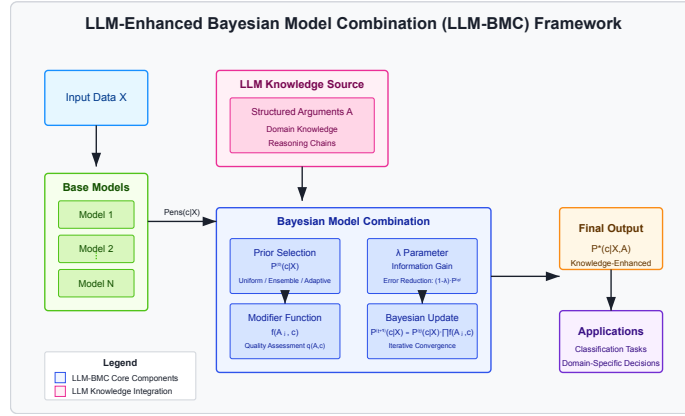 LLM-Enhanced Bayesian Model Combination (LLM-BMC) Framework
Input Data X
LLM Knowledge Source
Structured Arguments A
Domain Knowledge
Reasoning Chains
Base Models
Model 1
Model 2
⋮
Model N
Pens(c|X)
Bayesian Model Combination
Prior Selection
P⁽⁰⁾(c|X)
Uniform / Ensemble / Adaptive
Modifier Function
f(Aⱼ, c)
Quality Assessment q(A,c)
λ Parameter
Information Gain
Error Reduction: (1-λ)·
Bayesian Update
P⁽ᵗ⁺¹⁾(c|X) ∝ P⁽ᵗ⁾(c|X)·∏f(Aⱼ,c)
Iterative Convergence
Final Output
P*(c|X,A)
Knowledge-Enhanced
Applications
Classification Tasks
Domain-Specific Decisions
Legend
LLM-BMC Core Components
LLM Knowledge Integration